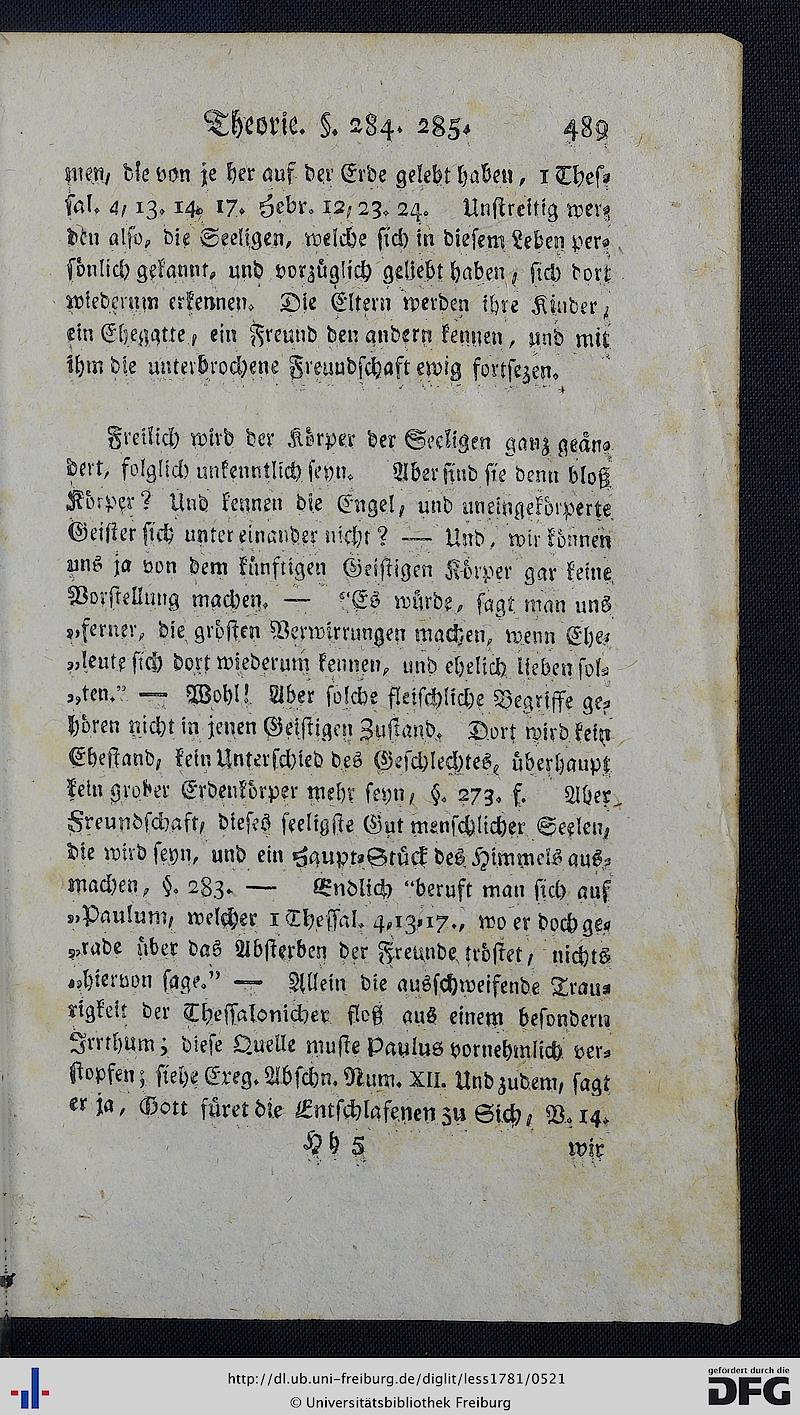 Theorie. §. 284. 285. 489
men, die von je her auf der Erde gelebt haben, 1 Thes-
sal. 4, 13. 14. 17. Hebr. 12, 23. 24. Unstreitig wer-
den also, die Seeligen, welche sich in diesem Leben per-
sönlich gekannt, und vorzüglich geliebt haben, sich dort
wiederum erkennen. Die Eltern werden ihre Kinder,
ein Ehegatte, ein Freund den andern kennen, und mit
ihm die unterbrochene Freundschaft ewig fortsezen.
Freilich wird der Körper der Seeligen ganz geän-
dert, folglich unkenntlich seyn. Aber sind sie denn bloß
Körper? Und kennen die Engel, und uneingekörperte
Geister sich unter einander nicht? — Und, wir können
uns ja von dem künftigen Geistigen Körper gar keine
Vorstellung machen. — “Es würde, sagt man uns
„ferner, die grösten Verwirrungen machen, wenn Ehe-
„leute sich dort wiederum kennen, und ehelich lieben sol-
„ten.” — Wohl! Aber solche fleischliche Begriffe ge-
hören nicht in jenen Geistigen Zustand. Dort wird kein
Ehestand, kein Unterschied des Geschlechtes, überhaupt
kein grober Erdenkörper mehr seyn, §. 273. f. Aber
Freundschaft, dieses seeligste Gut menschlicher Seelen,
die wird seyn, und ein Haupt-Stück des Himmels aus-
machen, §. 283. — Endlich “beruft man sich auf
„Paulum, welcher 1 Thessal. 4,13-17., wo er doch ge-
„rade über das Absterben der Freunde tröstet, nichts
„hiervon sage.” — Allein die ausschweifende Trau-
rigkeit der Thessalonicher floß aus einem besondern
Irrthum; diese Quelle muste Paulus vornehmlich ver-
stopfen; siehe Exeg. Abschn. Num. XII. Und zudem, sagt
er ja, Gott füret die Entschlafenen zu Sich, V. 14.
Hh 5 wir
http://dl.ub.uni-freiburg.de/diglit/less1781/0521
© Universitätsbibliothek Freiburg
gefördert durch die
DFG